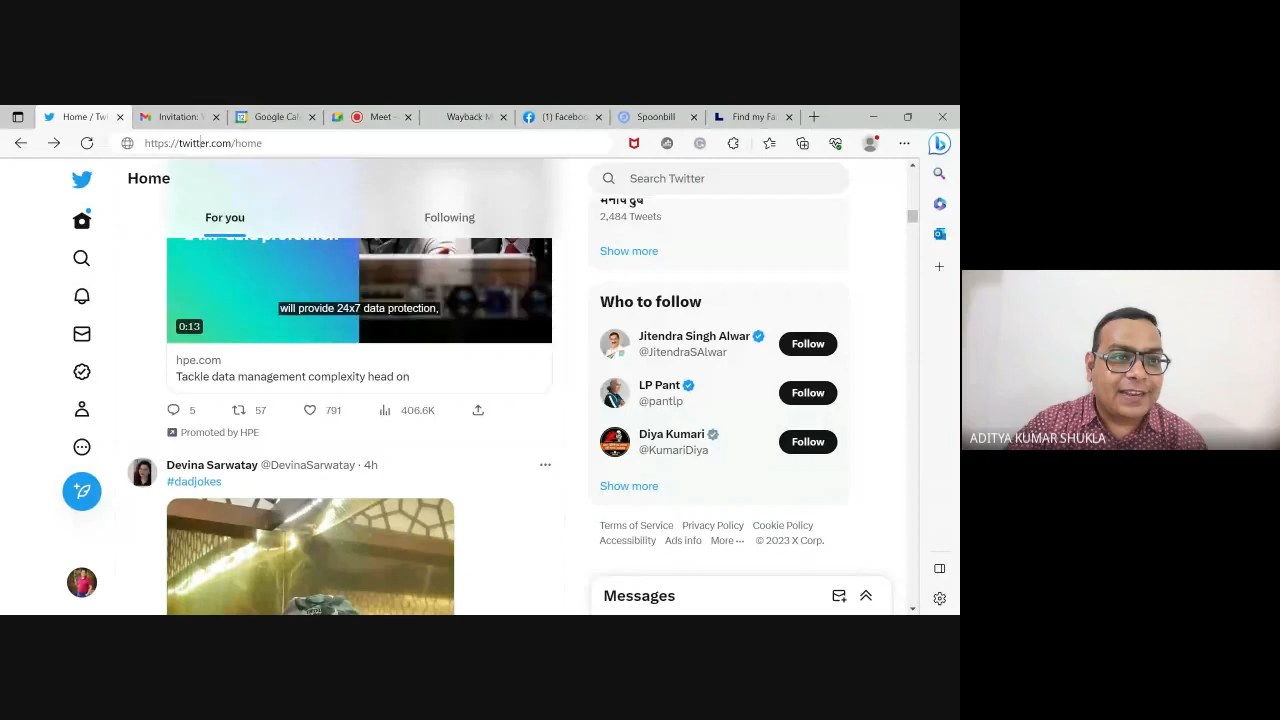 Home / Twi
Invitation: Y
Google Cal
Meet -
Wayback M
(1) Faceboo
Spoonbill
Find my Fa
https://twitter.com/home
Home
For you
Following
24x7 data protection
will provide 24x7 data protection,
0:13
hpe.com
Tackle data management complexity head on
5
57
791
406.6K
Promoted by HPE
Devina Sarwatay @DevinaSarwatay · 4h
#dadjokes
Search Twitter
2,484 Tweets
Show more
Who to follow
Jitendra Singh Alwar
@JitendraSAlwar
Follow
LP Pant
@pantlp
Follow
Diya Kumari
@KumariDiya
Follow
Show more
Terms of Service Privacy Policy Cookie Policy
Accessibility Ads info More ··· © 2023 X Corp.
Messages
ADITYA KUMAR SHUKLA